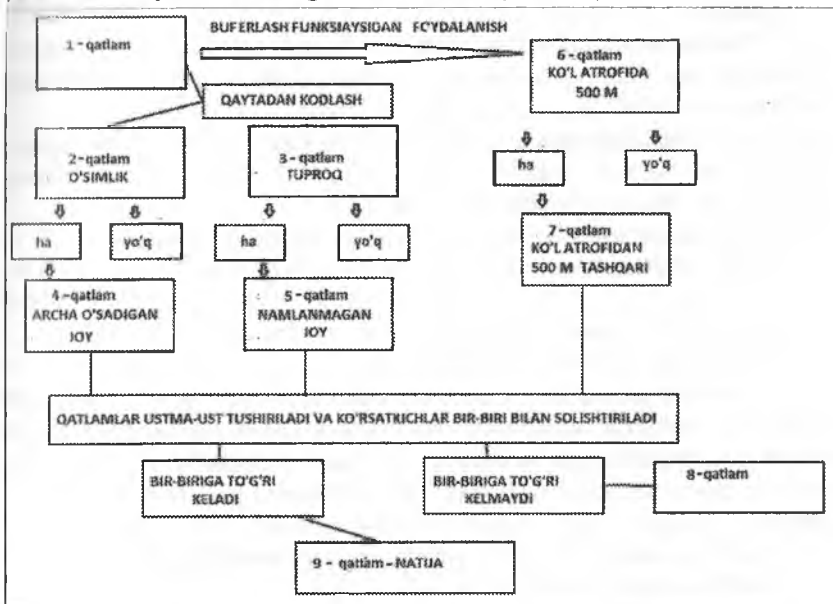 BUFERLASH FUNKSIAYSIDAN FOYDALANISH
1 - qatlam
6 - qatlam
KO'L ATROFIDA
500 M
QAYTADAN KODLASH
2-qatlam
O'SIMLIK
3 - qatlam
TUPROQ
ha
yo'q
ha
yo'q
ha
yo'q
7-qatlam
KO'L ATROFIDAN
500 M TASHQARI
4-qatlam
ARCHA O'SADIGAN
JOY
5 - qatlam
NAMLANMAGAN
JOY
QATLAMLAR USTMA-UST TUSHIRILADI VA KO'RSATKICHLAR BIR-BIRI BILAN SOLISHTIRILADI
BIR-BIRIGA TO'G'RI
KELADI
BIR-BIRIGA TO'G'RI
KELMAYDI
8-qatlam
9 - qatlam - NATIJA